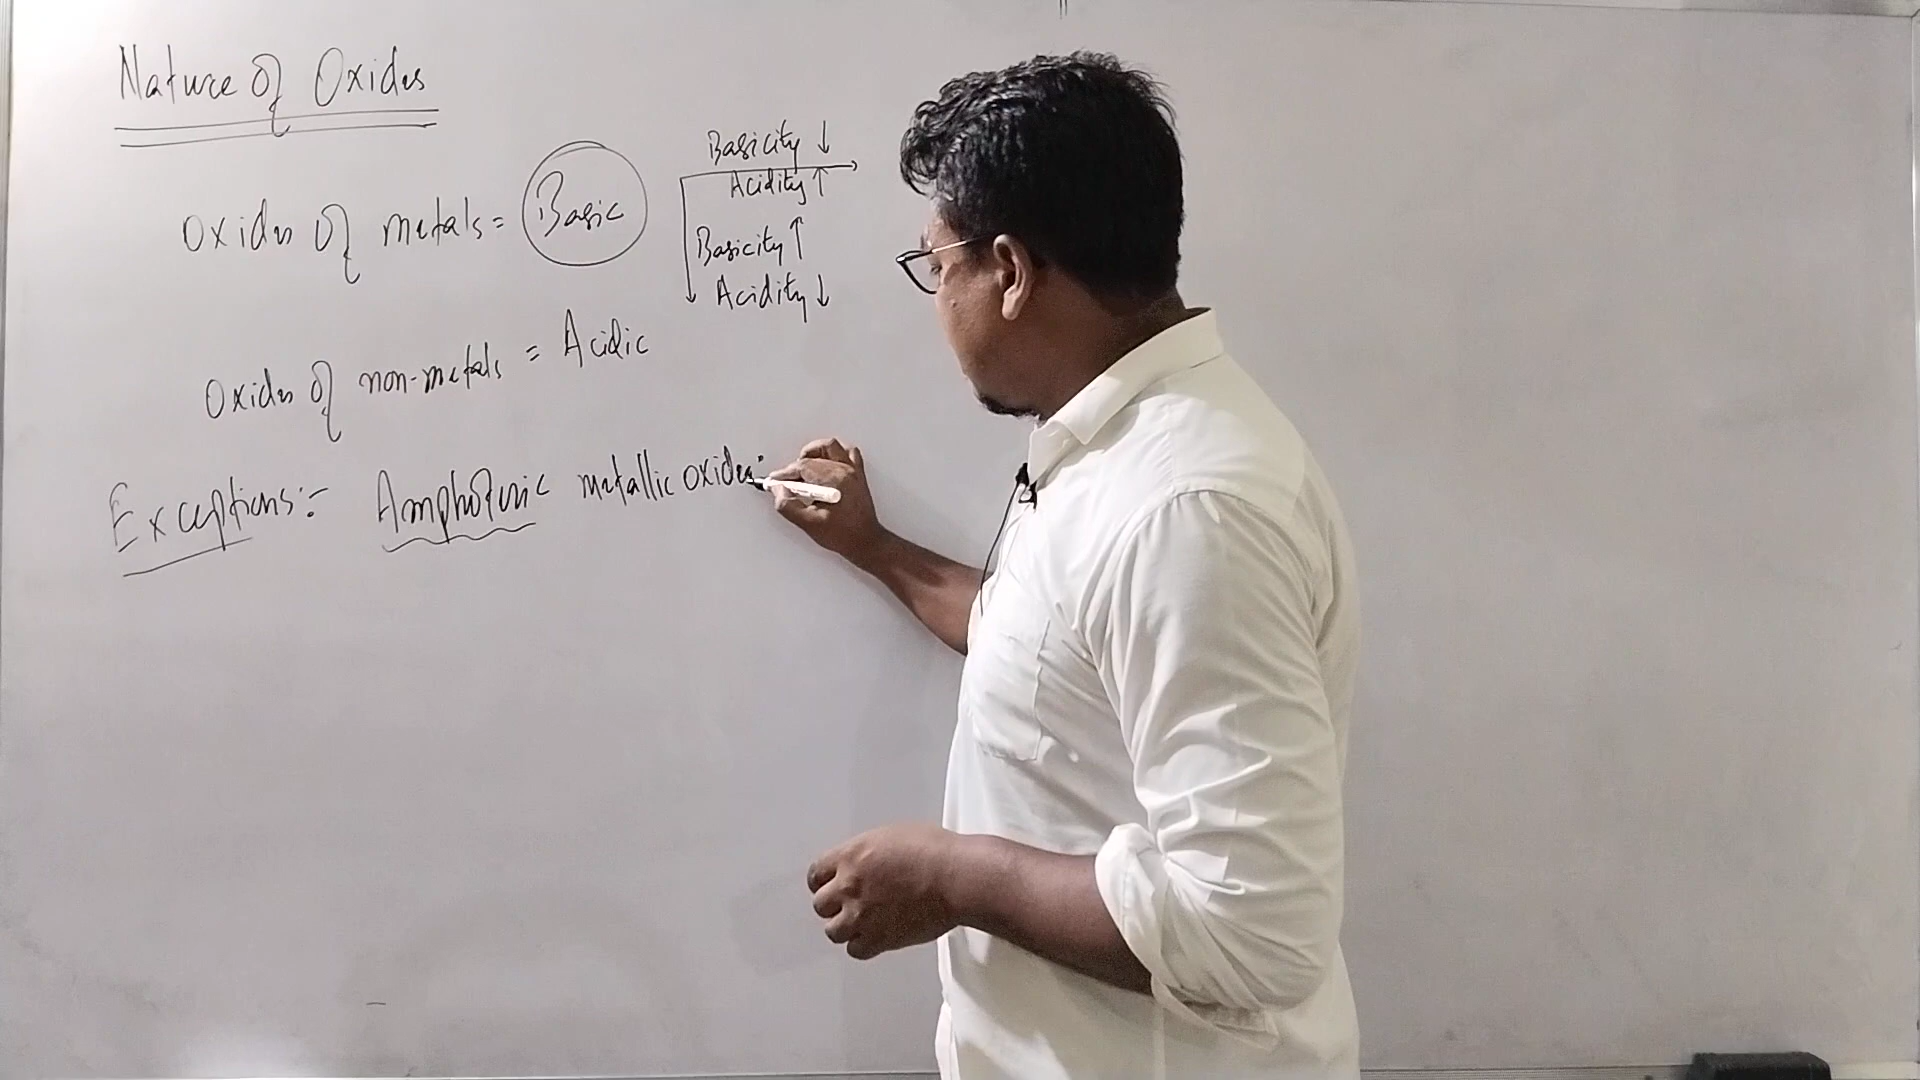 Nature of Oxides
Oxides of metals = Basic
Basicity ↓
Acidity ↑
Basicity ↑
Acidity ↓
Oxides of non-metals = Acidic
Exceptions:- Amphoteric metallic oxides: